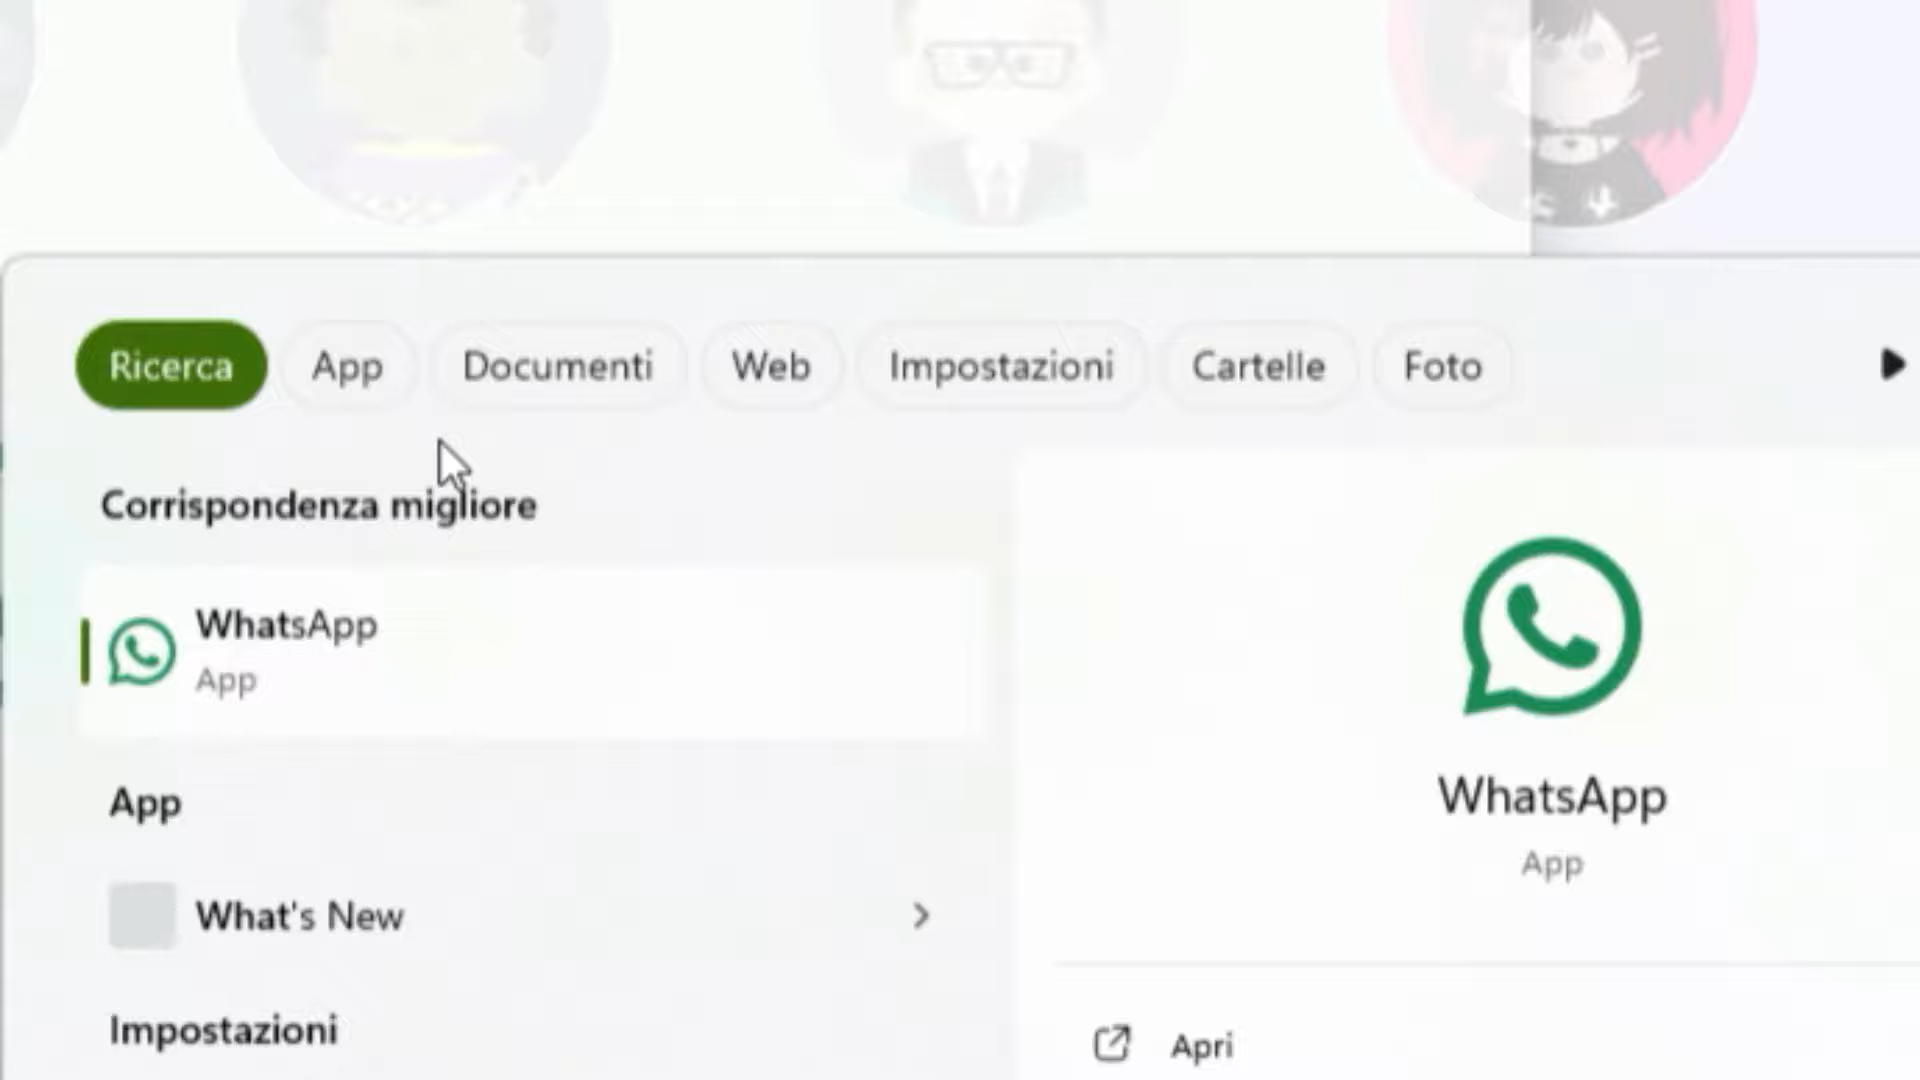 Ricerca App Documenti Web Impostazioni Cartelle Foto
Corrispondenza migliore
WhatsApp
App
App
What's New
Impostazioni
WhatsApp
App
Apri